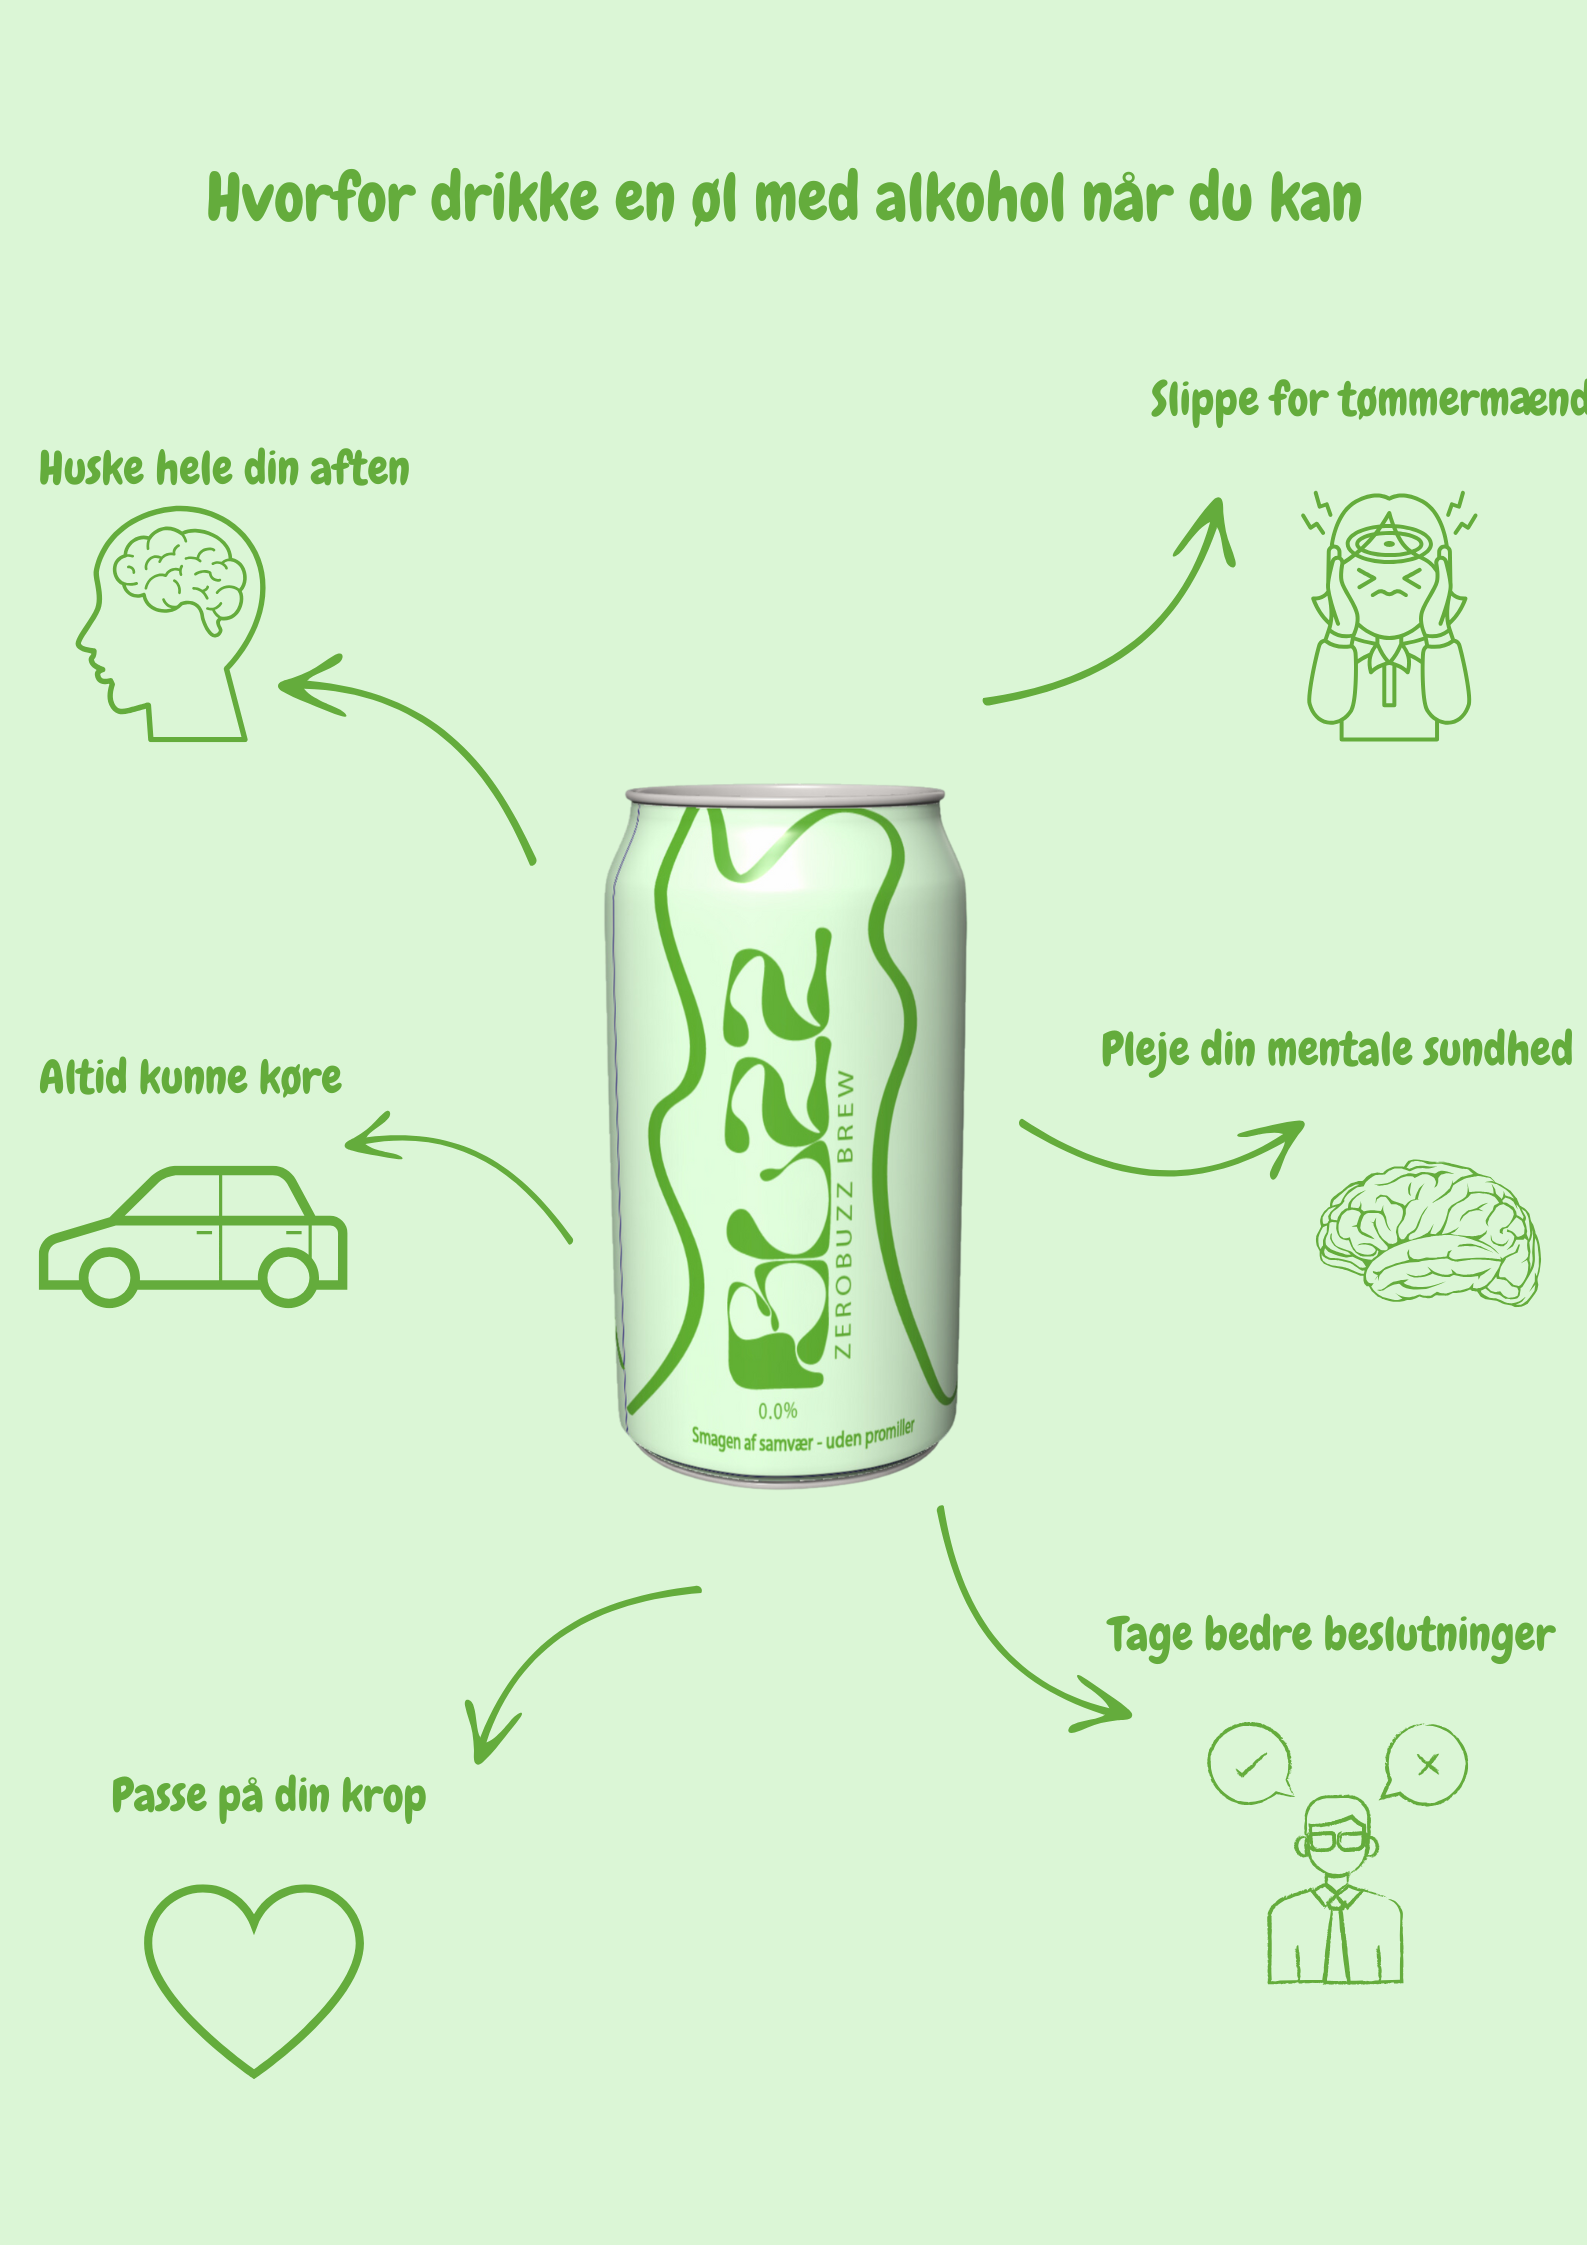 Hvorfor drikke en øl med alkohol når du kan
Slippe for tømmermænd
Huske hele din aften
Pleje din mentale sundhed
Altid kunne køre
BUZZ
ZEROBUZZ BREW
0.0%
Smagen af samvær - uden promiller
Tage bedre beslutninger
Passe på din krop